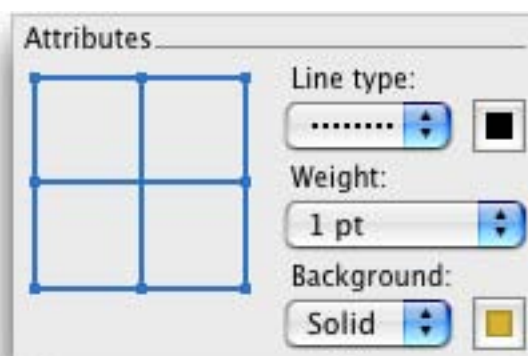 Attributes
Line type:
Weight:
1 pt
Background:
Solid